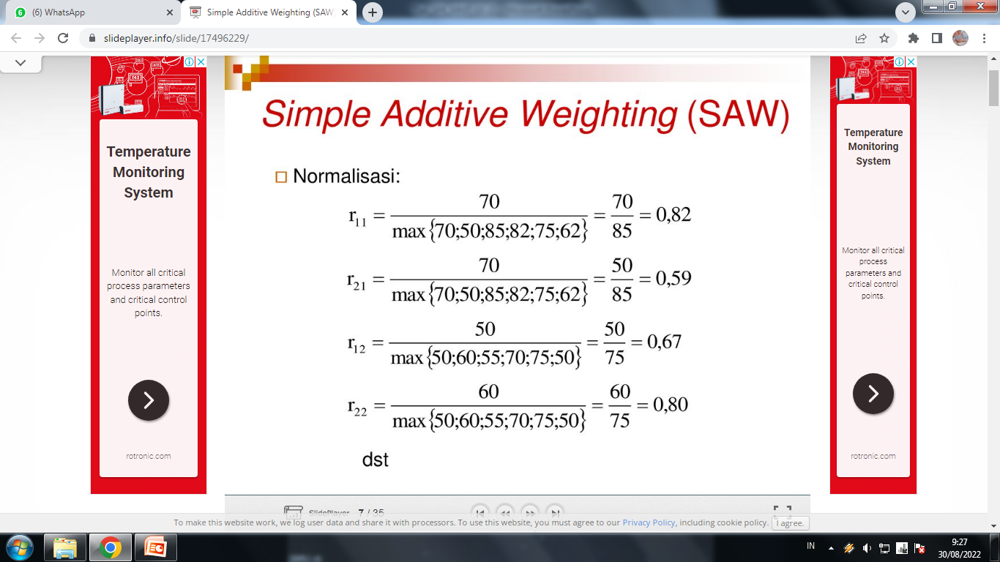 (6) WhatsApp
Simple Additive Weighting (SAW
slideplayer.info/slide/17496229/
Temperature
Monitoring
System
Monitor all critical
process parameters
and critical control
points.
rotronic.com
Simple Additive Weighting (SAW)
Normalisasi:
r11 = 70 / max {70;50;85;82;75;62} = 70 / 85 = 0,82
r21 = 70 / max {70;50;85;82;75;62} = 50 / 85 = 0,59
r12 = 50 / max {50;60;55;70;75;50} = 50 / 75 = 0,67
r22 = 60 / max {50;60;55;70;75;50} = 60 / 75 = 0,80
dst
Temperature
Monitoring
System
Monitor all critical
process
parameters and
critical control
points.
rotronic.com
SlidePlayer 7 / 35
To make this website work, we log user data and share it with processors. To use this website, you must agree to our Privacy Policy, including cookie policy. I agree.
IN
9:27
30/08/2022